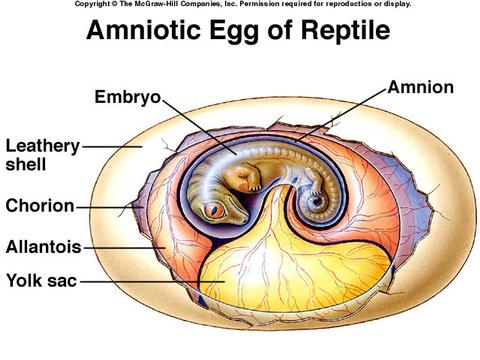 Copyright © The McGraw-Hill Companies, Inc. Permission required for reproduction or display.
Amniotic Egg of Reptile
Amnion
Embryo
Leathery
shell
Chorion
Allantois
Yolk sac